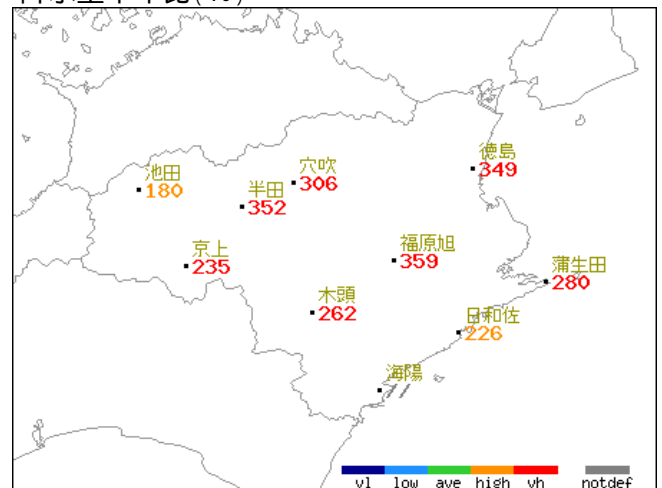 池田
180
穴吹
306
徳島
349
半田
352
京上
235
福原旭
359
蒲生田
280
木頭
262
日和佐
226
海陽
vl low ave high vh notdef